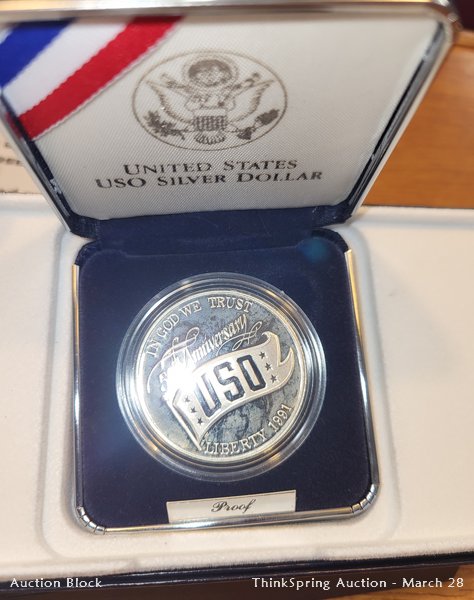 UNITED STATES
USO SILVER DOLLAR
IN GOD WE TRUST
Anniversary
USO
LIBERTY 1991
Proof
Auction Block
ThinkSpring Auction - March 28